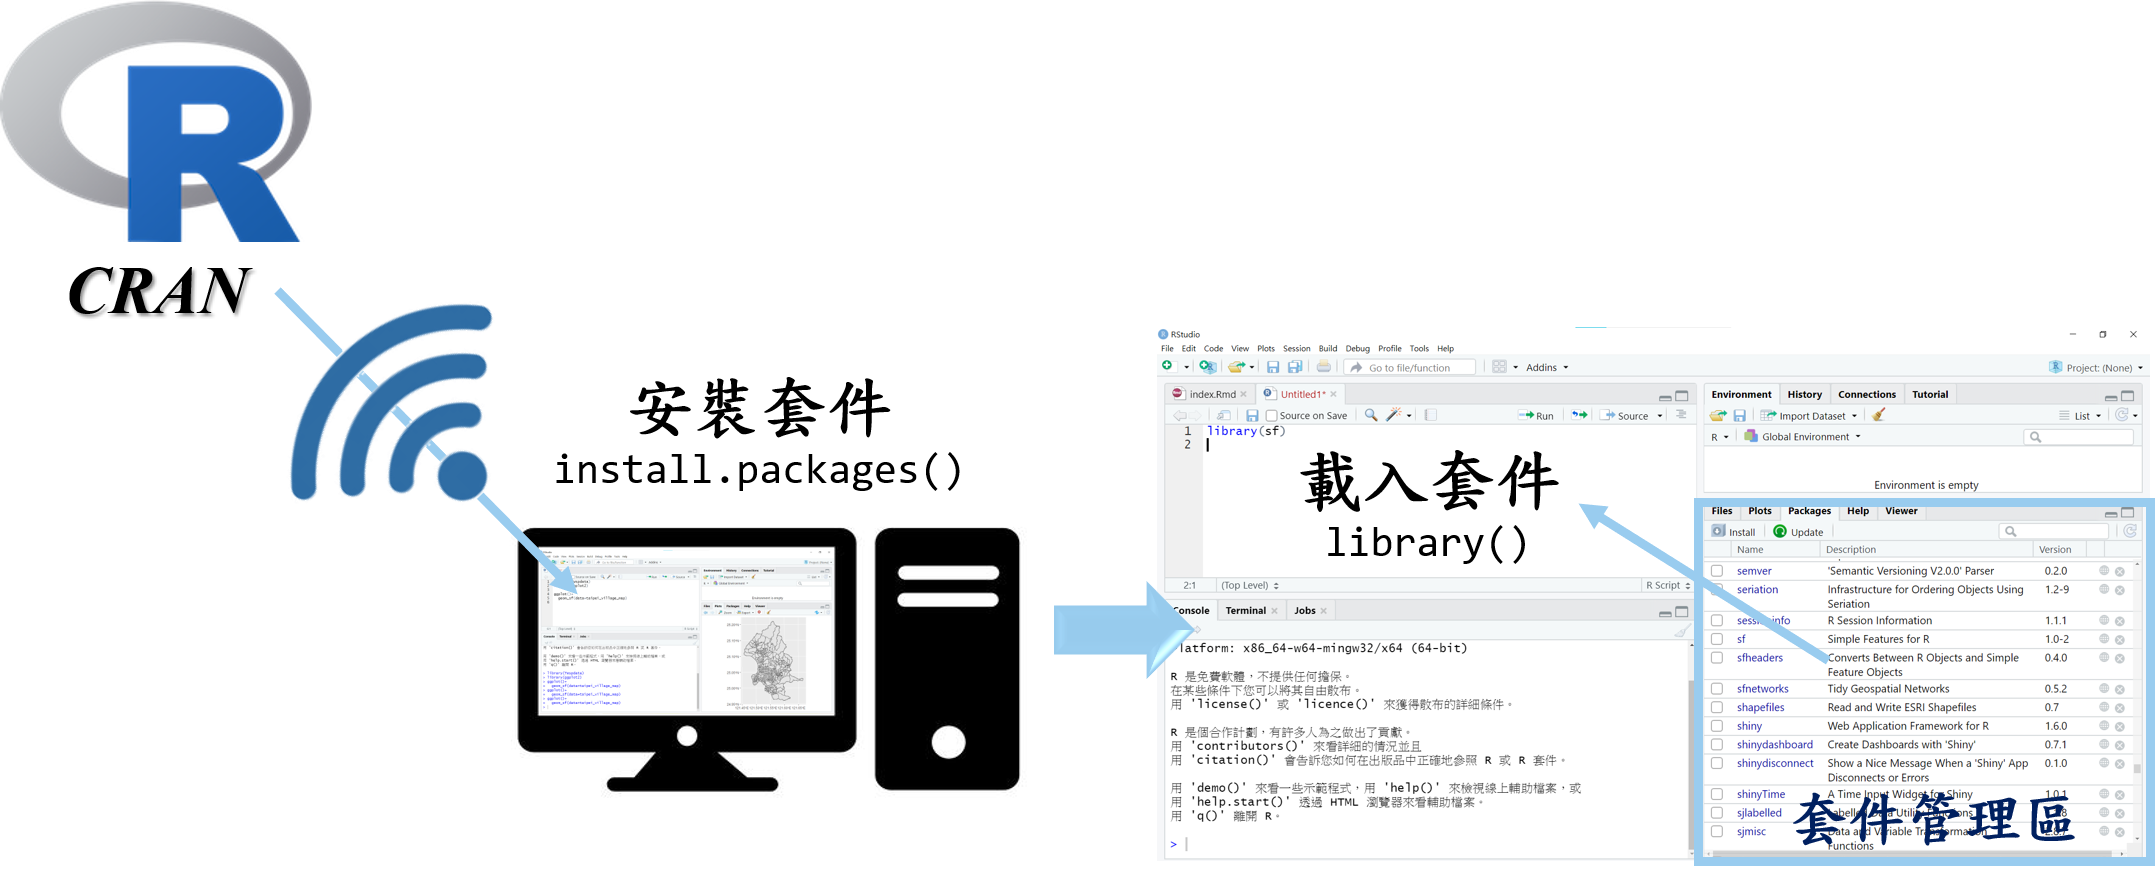 R
CRAN
安裝套件
install.packages()
RStudio
File Edit Code View Plots Session Build Debug Profile Tools Help
Go to file/function
Addins
Project: (None)
index.Rmd
Untitled1*
Source on Save
Run
Source
1 library(sf)
2
載入套件
library()
2:1 (Top Level)
R Script
Console Terminal Jobs
latform: x86_64-w64-mingw32/x64 (64-bit)
R 是免費軟體，不提供任何擔保。
在某些條件下您可以將其自由散布。
用 'license()' 或 'licence()' 來獲得散布的詳細條件。
R 是個合作計劃，有許多人為之做出了貢獻。
用 'contributors()' 來看詳細的情況並且
用 'citation()' 會告訴您如何在出版品中正確地參照 R 或 R 套件。
用 'demo()' 來看一些示範程式，用 'help()' 來檢視線上輔助檔案，或
用 'help.start()' 透過 HTML 瀏覽器來看輔助檔案。
用 'q()' 離開 R。
>
Environment History Connections Tutorial
Import Dataset
List
R Global Environment
Environment is empty
Files Plots Packages Help Viewer
Install Update
Name Description Version
semver 'Semantic Versioning V2.0.0' Parser 0.2.0
seriation Infrastructure for Ordering Objects Using 1.2-9
Seriation
sessioninfo R Session Information 1.1.1
sf Simple Features for R 1.0-2
sfheaders Converts Between R Objects and Simple 0.4.0
Feature Objects
sfnetworks Tidy Geospatial Networks 0.5.2
shapefiles Read and Write ESRI Shapefiles 0.7
shiny Web Application Framework for R 1.6.0
shinydashboard Create Dashboards with 'Shiny' 0.7.1
shinydisconnect Show a Nice Message When a 'Shiny' App 0.1.0
Disconnects or Errors
shinyTime A Time Input Widget for Shiny 1.0.1
sjlabelled Labelled Data Utility Functions
sjmisc Data and Variable Transformation
Functions
套件管理區